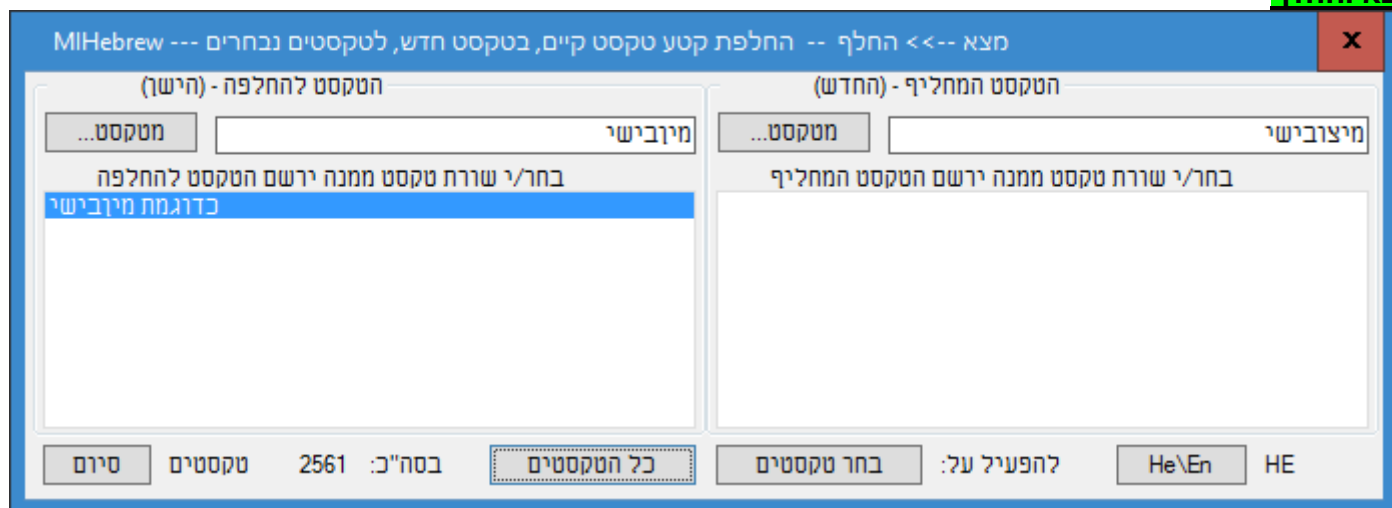 מצא -->> החלף -- החלפת קטע טקסט קיים, בטקסט חדש, לטקסטים נבחרים --- MIHebrew
x
הטקסט המחליף - (החדש)
הטקסט להחלפה - (הישן)
מיצובישי
מטקסט...
מיןבישי
מטקסט...
בחר/י שורת טקסט ממנה ירשם הטקסט המחליף
בחר/י שורת טקסט ממנה ירשם הטקסט להחלפה
כדוגמת מיןבישי
HE
He\En
להפעיל על:
בחר טקסטים
כל הטקסטים
בסה"כ: 2561 טקסטים
סיום